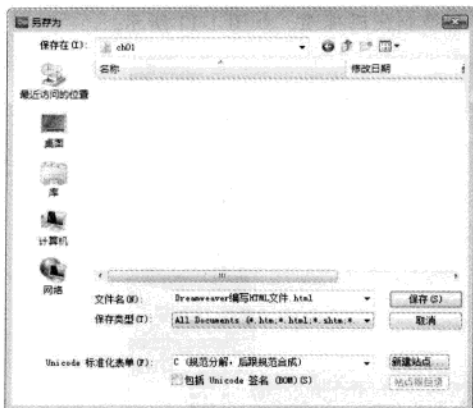 另存为
保存在(I):
ch01
名称
修改日期
最近访问的位置
桌面
库
计算机
网络
文件名(N):
Dreamweaver编写HTML文件.html
保存(S)
保存类型(T):
All Documents (*.htm;*.html;*.shtm;*.
取消
Unicode 标准化表单(F):
C (规范分解，后跟规范合成)
新建站点
包括 Unicode 签名 (BOM)(S)
站点根目录